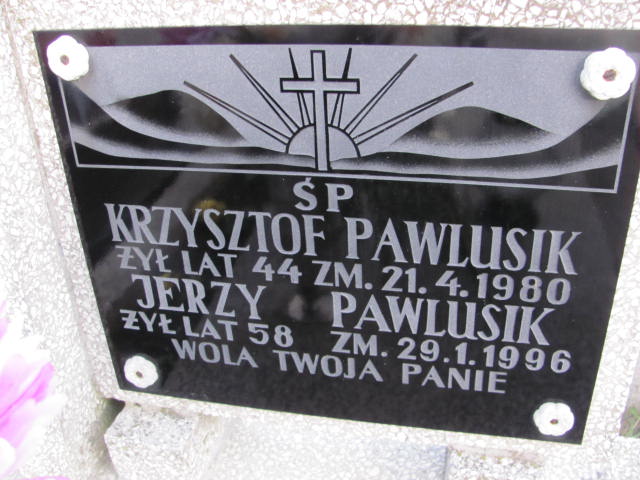 ŚP
KRZYSZTOF PAWLUSIK
ŻYŁ LAT 44 ZM. 21. 4. 1980
JERZY PAWLUSIK
ŻYŁ LAT 58 ZM. 29.1.1996
WOLA TWOJA PANIE